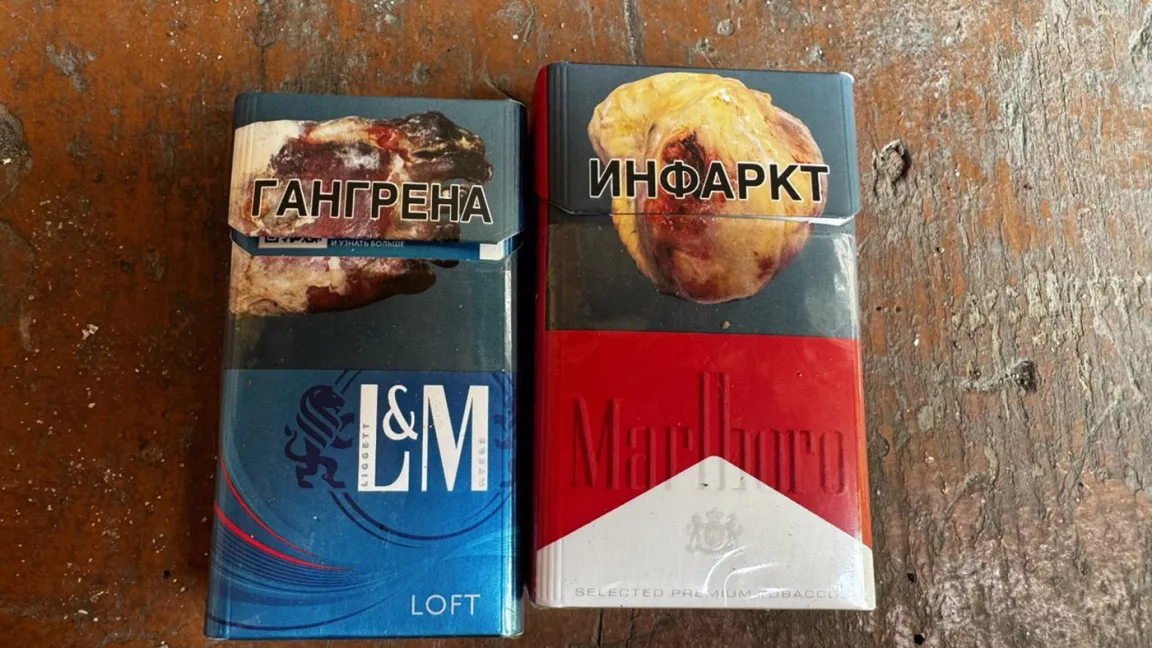 ГАНГРЕНА
И УЗНАТЬ БОЛЬШЕ
L&M
LIGGETT
LOFT
ИНФАРКТ
Marlboro
SELECTED PREMIUM TOBACCO